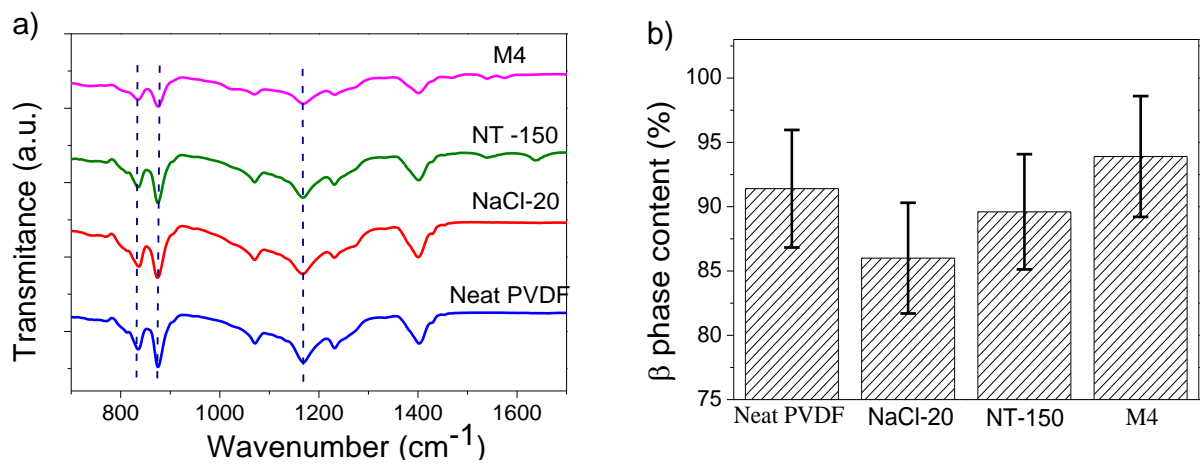 a)
M4
NT -150
NaCl-20
Neat PVDF
Transmitance (a.u.)
800 1000 1200 1400 1600
Wavenumber (cm-1)
b)
100
95
90
85
80
75
β phase content (%)
Neat PVDF NaCl-20 NT-150 M4